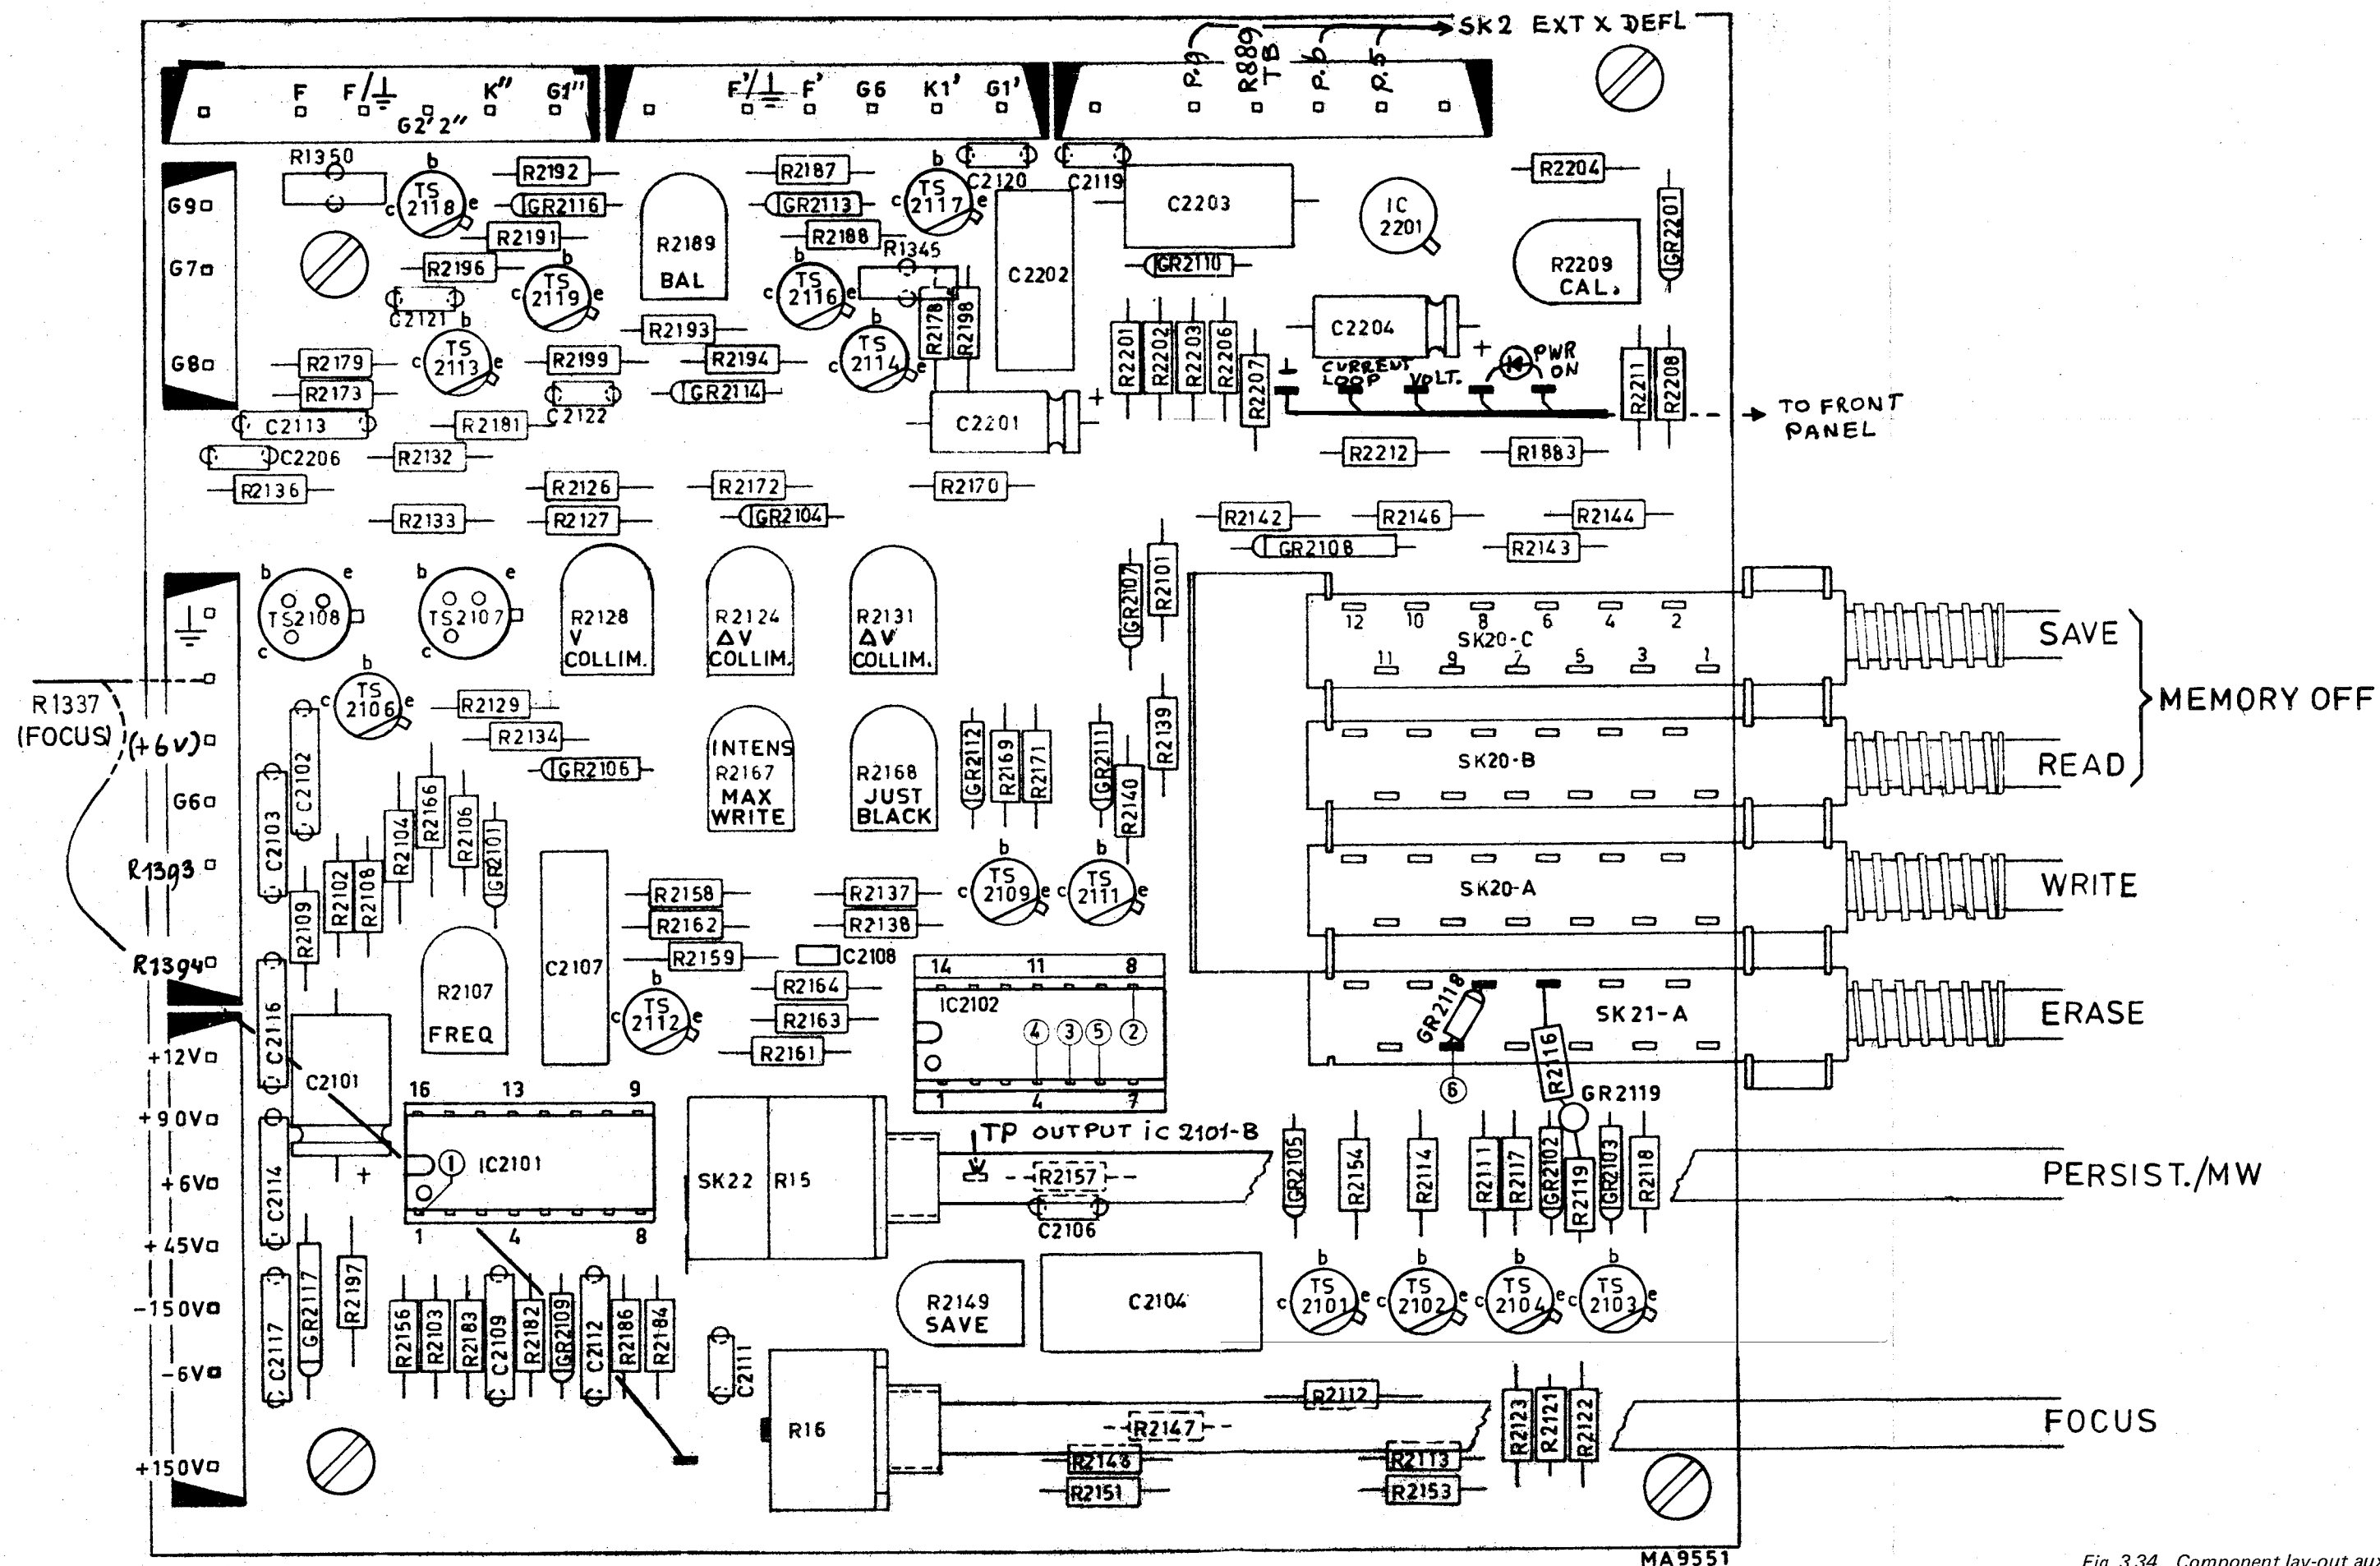 SK2 EXT X DEFL
p.9
R889
TB
p.6
p.5
F
F/
G2' 2"
K"
G1"
F'/
F'
G6
K1'
G1'
R1350
b
TS
2118
c
e
R2192
GR2116
R2191
R2196
R2189
BAL
R2187
GR2113
R2188
R1345
b
TS
2117
c
e
C2120
C2119
C2203
IC
2201
R2204
GR2201
R2209
CAL.
G9
G7
G8
C2121
b
TS
2119
c
e
b
TS
2116
c
e
R2178
R2198
C2202
GR2110
C2204
+
b
TS
2113
c
e
R2193
R2199
R2194
GR2114
b
TS
2114
c
e
R2201
R2202
R2203
R2206
R2207
CURRENT
LOOP
VOLT.
PWR
ON
R2211
R2208
TO FRONT
PANEL
R2179
R2173
C2113
R2181
C2122
C2201
+
C2206
R2132
R2136
R2133
R2126
R2127
R2172
GR2104
R2170
R2212
R1883
R2142
R2146
R2144
GR2108
R2143
b
e
TS2108
c
b
e
TS2107
c
R2128
V
COLLIM.
R2124
ΔV
COLLIM.
R2131
ΔV
COLLIM.
GR2107
R2101
12
10
8
6
4
2
SK20-C
11
9
7
5
3
1
SAVE
MEMORY OFF
R1337
(FOCUS)
(+6V)
G6
R1393
R1394
b
TS
2106
c
e
R2129
R2134
GR2106
C2102
C2103
R2109
R2102
R2108
R2104
R2166
R2106
GR2101
INTENS
R2167
MAX
WRITE
R2168
JUST
BLACK
GR2112
R2169
R2171
GR2111
R2140
R2139
SK20-B
READ
b
TS
2109
c
e
b
TS
2111
c
e
SK20-A
WRITE
R2158
R2162
R2159
R2137
R2138
C2108
C2107
R2107
FREQ
b
TS
2112
c
e
R2164
R2163
R2161
14
11
8
IC2102
4
3
5
2
1
4
7
GR2118
SK21-A
ERASE
6
R2116
GR2119
C2116
C2101
+
C2114
+12V
+90V
+6V
+45V
-150V
-6V
+150V
16
13
9
1
IC2101
1
4
8
SK22
R15
TP OUTPUT iC 2101-B
R2157
C2106
GR2105
R2154
R2114
R2111
R2117
GR2102
R2119
GR2103
R2118
PERSIST./MW
C2117
GR2117
R2197
R2156
R2103
R2183
C2109
R2182
GR2109
C2112
R2186
R2184
C2111
R2149
SAVE
C2104
b
TS
2101
c
e
b
TS
2102
c
e
b
TS
2104
c
e
b
TS
2103
c
e
R16
R2112
R2147
R2148
R2151
R2113
R2153
R2123
R2121
R2122
FOCUS
MA9551
Fig. 3.34. Component lay-out aux